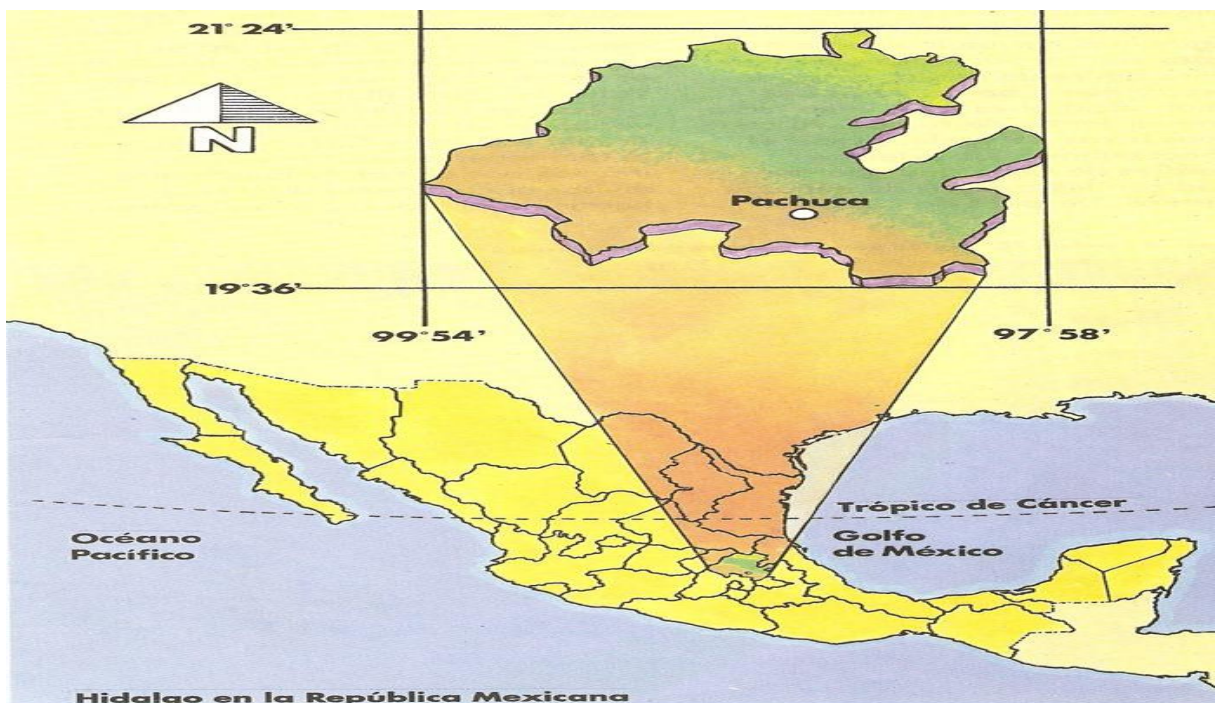 21° 24'
N
Pachuca
19° 36'
99° 54'
97° 58'
Trópico de Cáncer
Océano
Pacífico
Golfo
de México
Hidalgo en la República Mexicana